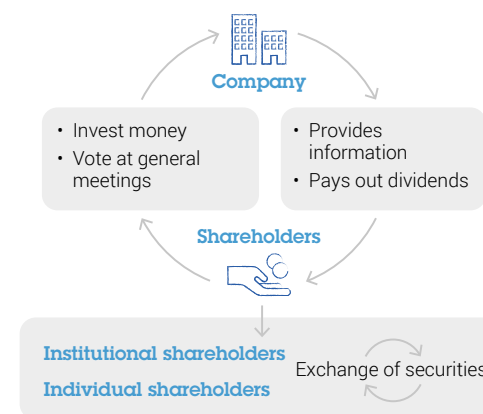 Company
• Invest money
• Vote at general
meetings
• Provides
information
• Pays out dividends
Shareholders
Institutional shareholders
Individual shareholders
Exchange of securities